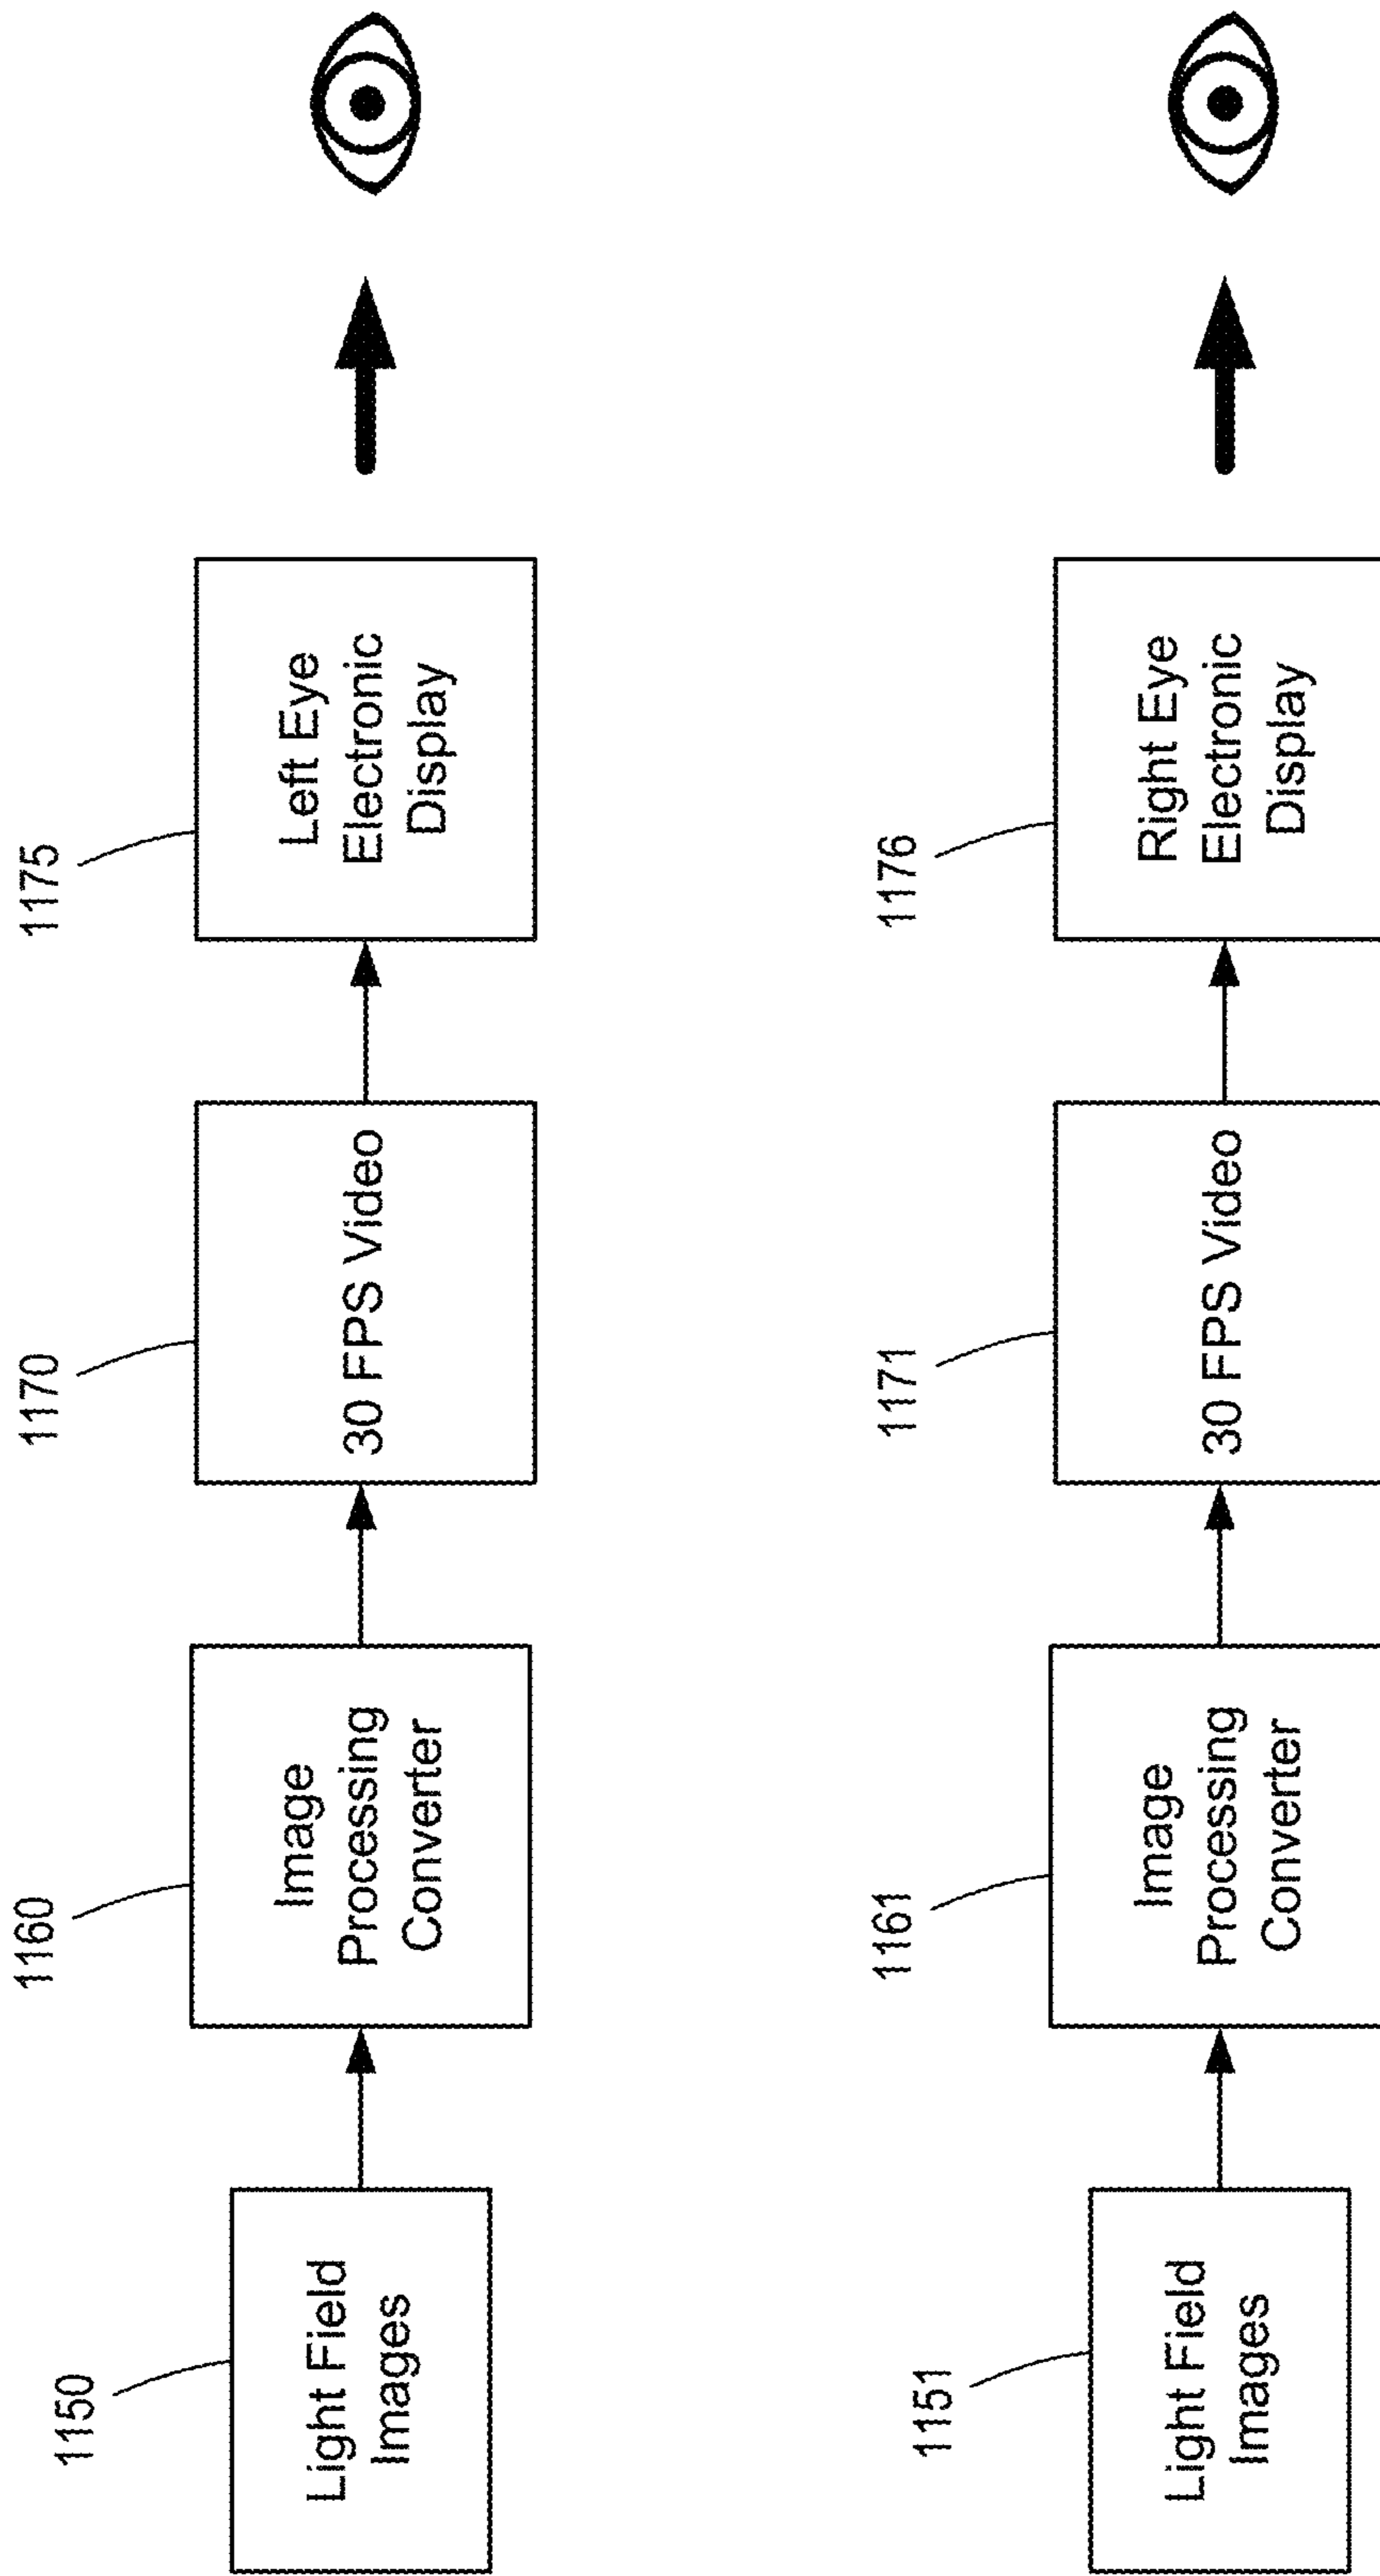 1150
Light Field
Images
1160
Image
Processing
Converter
1170
30 FPS Video
1175
Left Eye
Electronic
Display
1151
Light Field
Images
1161
Image
Processing
Converter
1171
30 FPS Video
1176
Right Eye
Electronic
Display